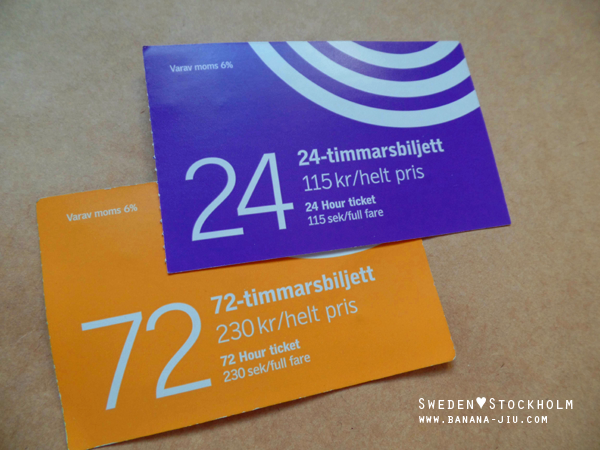 Varav moms 6%
24
24-timmarsbiljett
115 kr/helt pris
24 Hour ticket
115 sek/full fare
Varav moms 6%
72
72-timmarsbiljett
230 kr/helt pris
72 Hour ticket
230 sek/full fare
SWEDEN♥STOCKHOLM
WWW.BANANA-JIU.COM